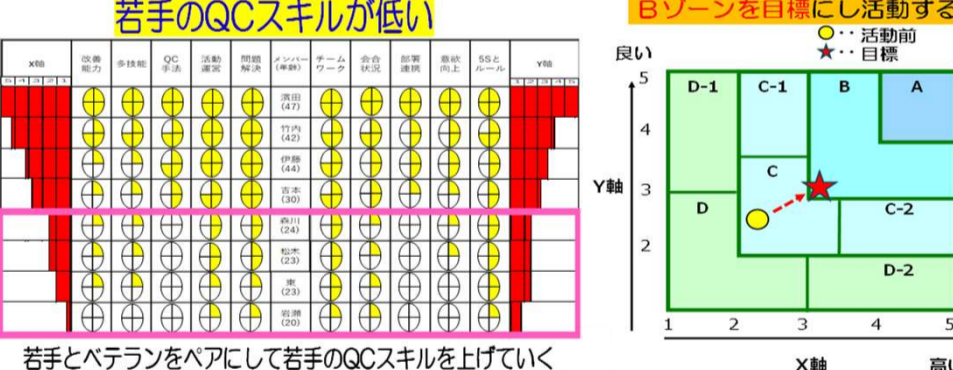 若手のQCスキルが低い
X軸 改善能力 多技能 QC手法 活動運営 問題解決 メンバー(年齢) チームワーク 会合状況 部署連携 意欲向上 5Sとルール Y軸
5 4 3 2 1 1 2 3 4 5
濱田(47)
竹内(42)
伊藤(44)
吉本(30)
森川(24)
松木(23)
東(23)
岩瀬(20)
若手とベテランをペアにして若手のQCスキルを上げていく
Bゾーンを目標にし活動する
‥活動前
‥目標
良い
5
4
Y軸 3
2
D-1 C-1 B A
C
D C-2
D-2
1 2 3 4 5
X軸